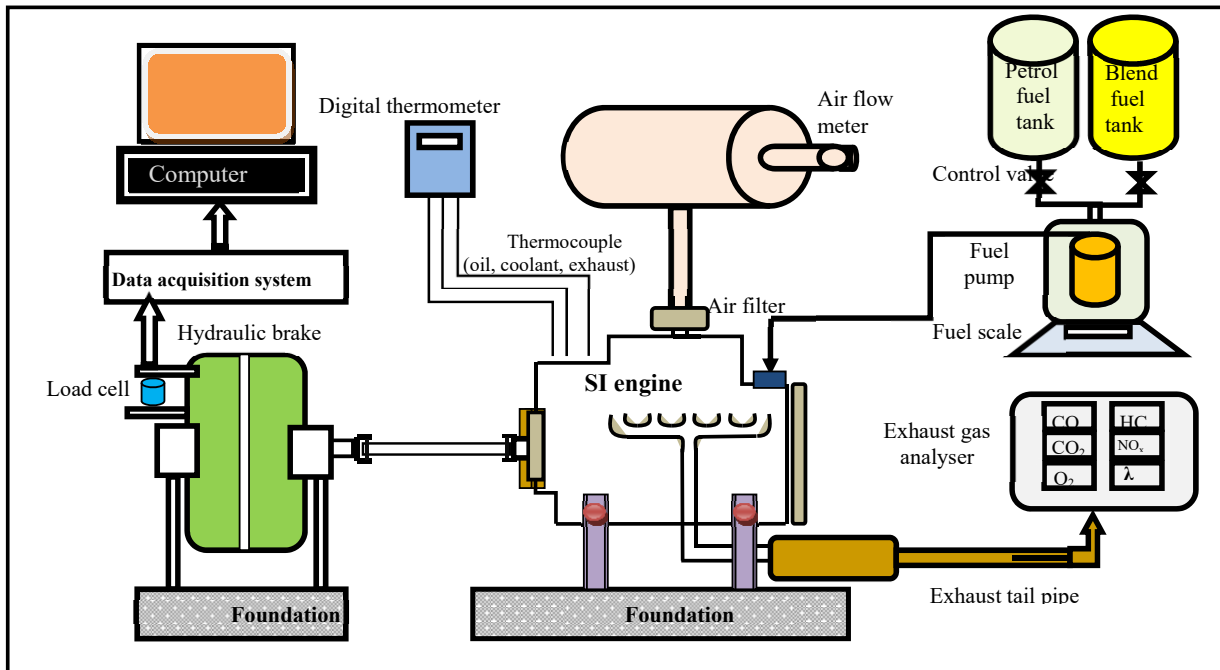 Petrol
fuel
tank
Blend
fuel
tank
Digital thermometer
Air flow
meter
Computer
Control valve
Thermocouple
(oil, coolant, exhaust)
Fuel
pump
Data acquisition system
Air filter
Fuel scale
Hydraulic brake
Load cell
SI engine
Exhaust gas
analyser
CO
HC
CO₂
NOₓ
O₂
λ
Exhaust tail pipe
Foundation
Foundation